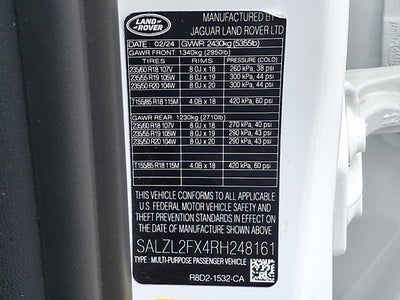 LAND
ROVER
MANUFACTURED BY
JAGUAR LAND ROVER LTD
DATE : 02/24 GVWR 2430kg (5355lb)
GAWR FRONT: 1340kg (2950lb)
TIRES RIMS PRESSURE (COLD)
235/60 R18 107V 8.0J x 18 260 kPa, 38 psi
235/55 R19 105W 8.0J x 19 300 kPa, 44 psi
235/50 R20 104W 8.0J x 20 300 kPa, 44 psi
T155/85 R18 115M 4.0B x 18 420 kPa, 60 psi
GAWR REAR 1230kg (2710lb)
235/60 R18 107V 8.0J x 18 270 kPa, 40 psi
235/55 R19 105W 8.0J x 19 290 kPa, 43 psi
235/50 R20 104W 8.0J x 20 290 kPa, 43 psi
T155/85 R18 115M 4.0B x 18 420 kPa, 60 psi
THIS VEHICLE CONFORMS TO ALL APPLICABLE
U.S. FEDERAL MOTOR VEHICLE SAFETY AND
THEFT PREVENTION STANDARDS IN EFFECT ON
THE DATE OF MANUFACTURE SHOWN ABOVE.
SALZL2FX4RH248161
TYPE : MULTI-PURPOSE PASSENGER VEHICLE
R8D2-1532-CA